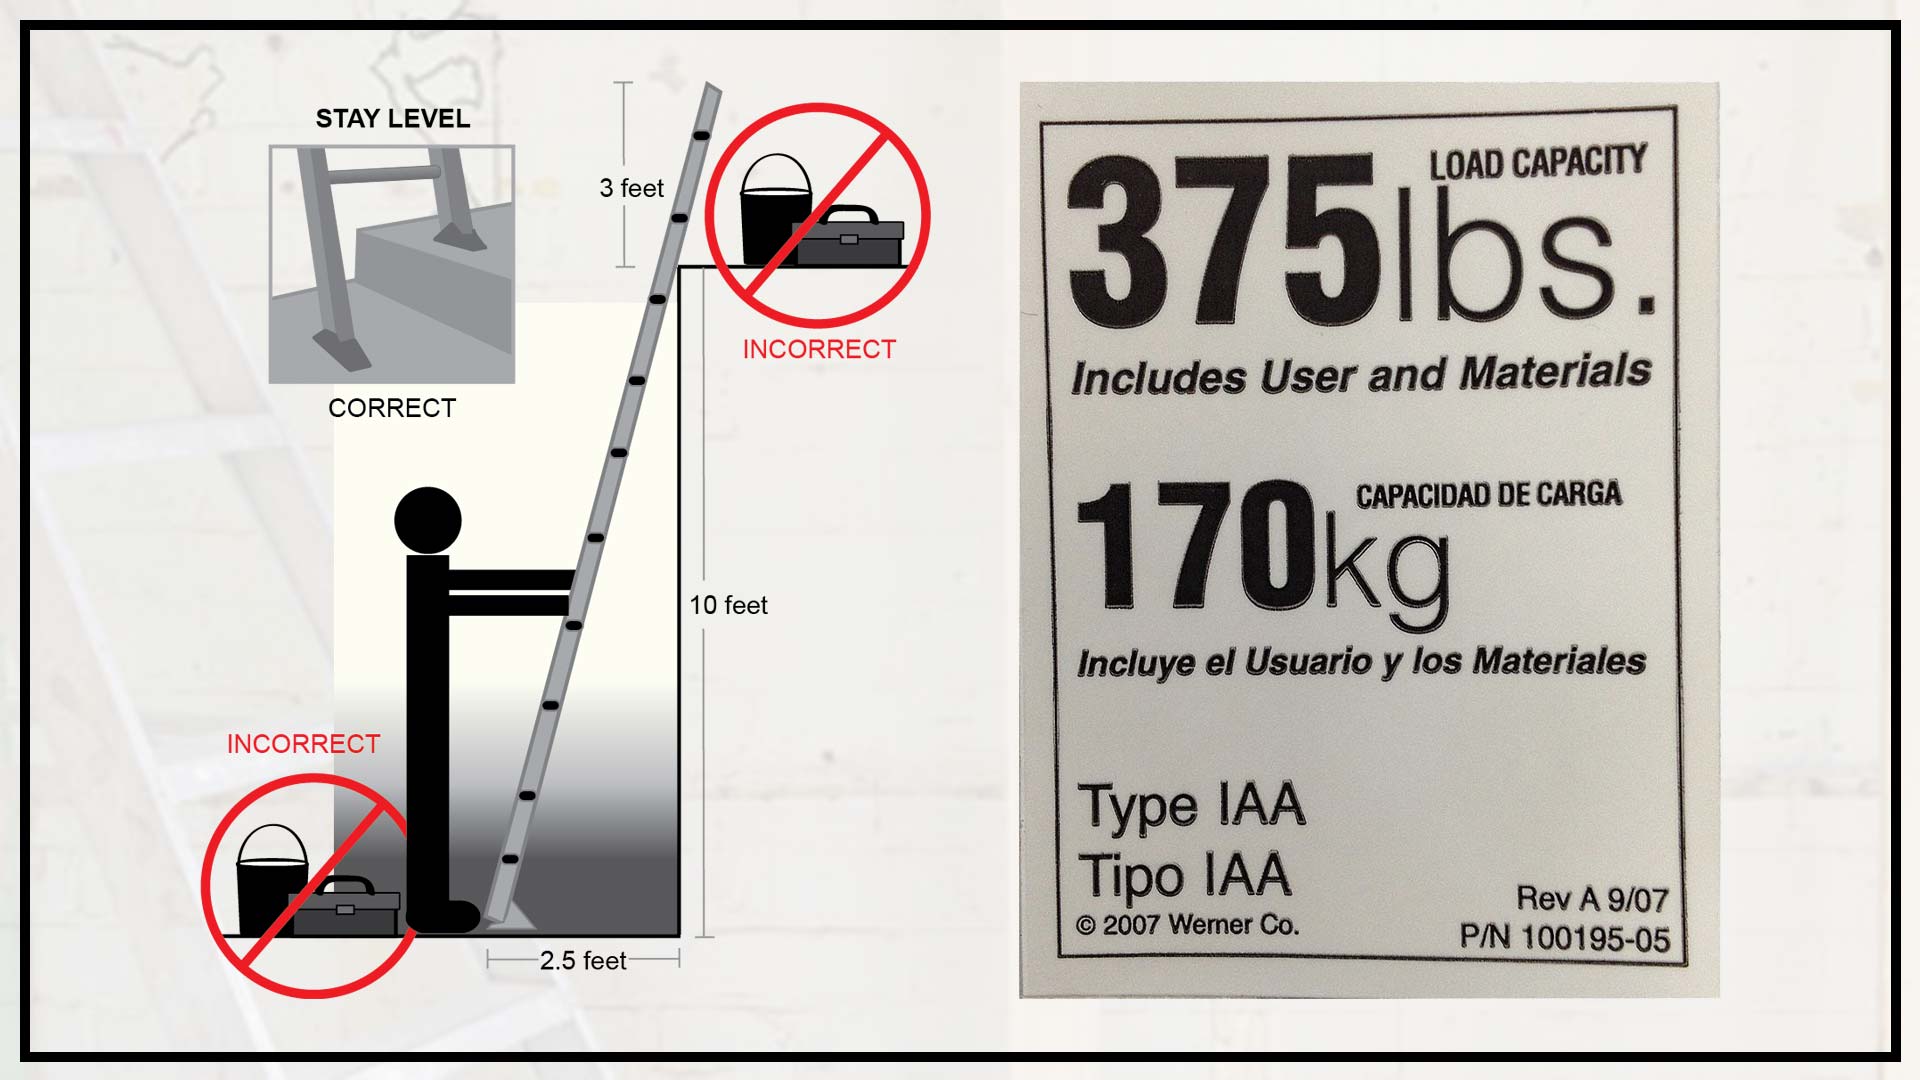 STAY LEVEL
CORRECT
3 feet
INCORRECT
10 feet
INCORRECT
2.5 feet
LOAD CAPACITY
375lbs.
Includes User and Materials
CAPACIDAD DE CARGA
170kg
Incluye el Usuario y los Materiales
Type IAA
Tipo IAA
© 2007 Werner Co.
Rev A 9/07
P/N 100195-05